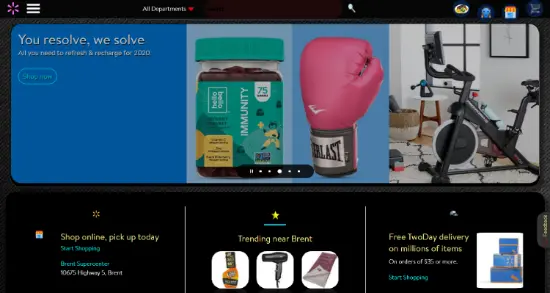 All Departments
You resolve, we solve
All you need to refresh & recharge for 2020
Shop now
hello
bello
75
IMMUNITY
EVERLAST
Feedback
Shop online, pick up today
Start Shopping
Brent Supercenter
10675 Highway 5, Brent
Trending near Brent
Free TwoDay delivery
on millions of items
On orders of $35 or more.
Start Shopping